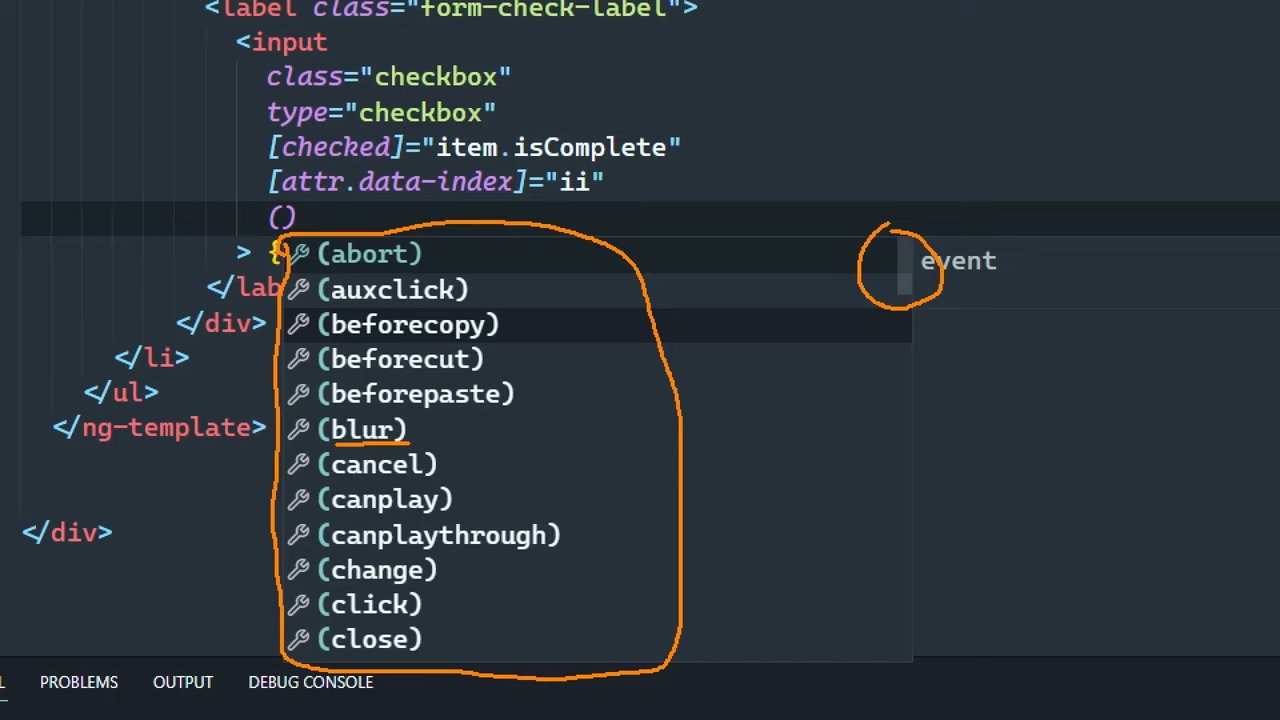 <label class="form-check-label">
<input
class="checkbox"
type="checkbox"
[checked]="item.isComplete"
[attr.data-index]="ii"
()
> {
(abort)
event
</lab
(auxclick)
</div>
(beforecopy)
</li>
(beforecut)
</ul>
(beforepaste)
</ng-template>
(blur)
(cancel)
(canplay)
</div>
(canplaythrough)
(change)
(click)
(close)
L PROBLEMS OUTPUT DEBUG CONSOLE